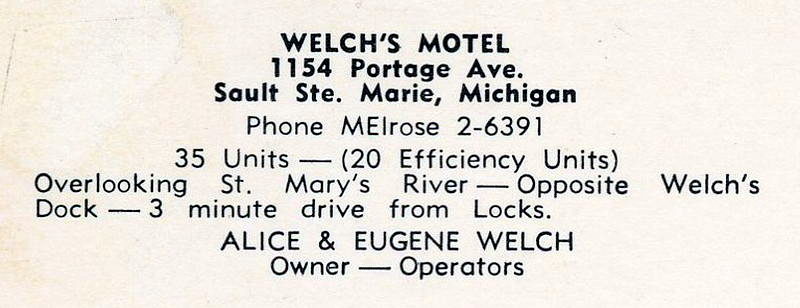 WELCH'S MOTEL
1154 Portage Ave.
Sault Ste. Marie, Michigan
Phone MElrose 2-6391
35 Units — (20 Efficiency Units)
Overlooking St. Mary's River — Opposite Welch's
Dock — 3 minute drive from Locks.
ALICE & EUGENE WELCH
Owner — Operators